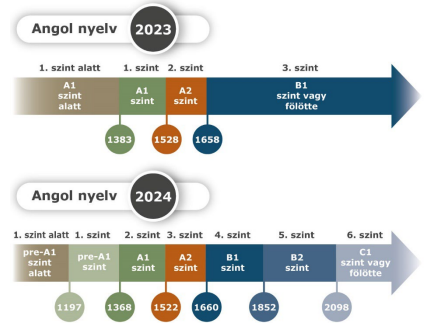 Angol nyelv 2023
1. szint alatt 1. szint 2. szint 3. szint
A1 szint alatt A1 szint A2 szint B1 szint vagy fölötte
1383 1528 1658
Angol nyelv 2024
1. szint alatt 1. szint 2. szint 3. szint 4. szint 5. szint 6. szint
pre-A1 szint alatt pre-A1 szint A1 szint A2 szint B1 szint B2 szint C1 szint vagy fölötte
1197 1368 1522 1660 1852 2098